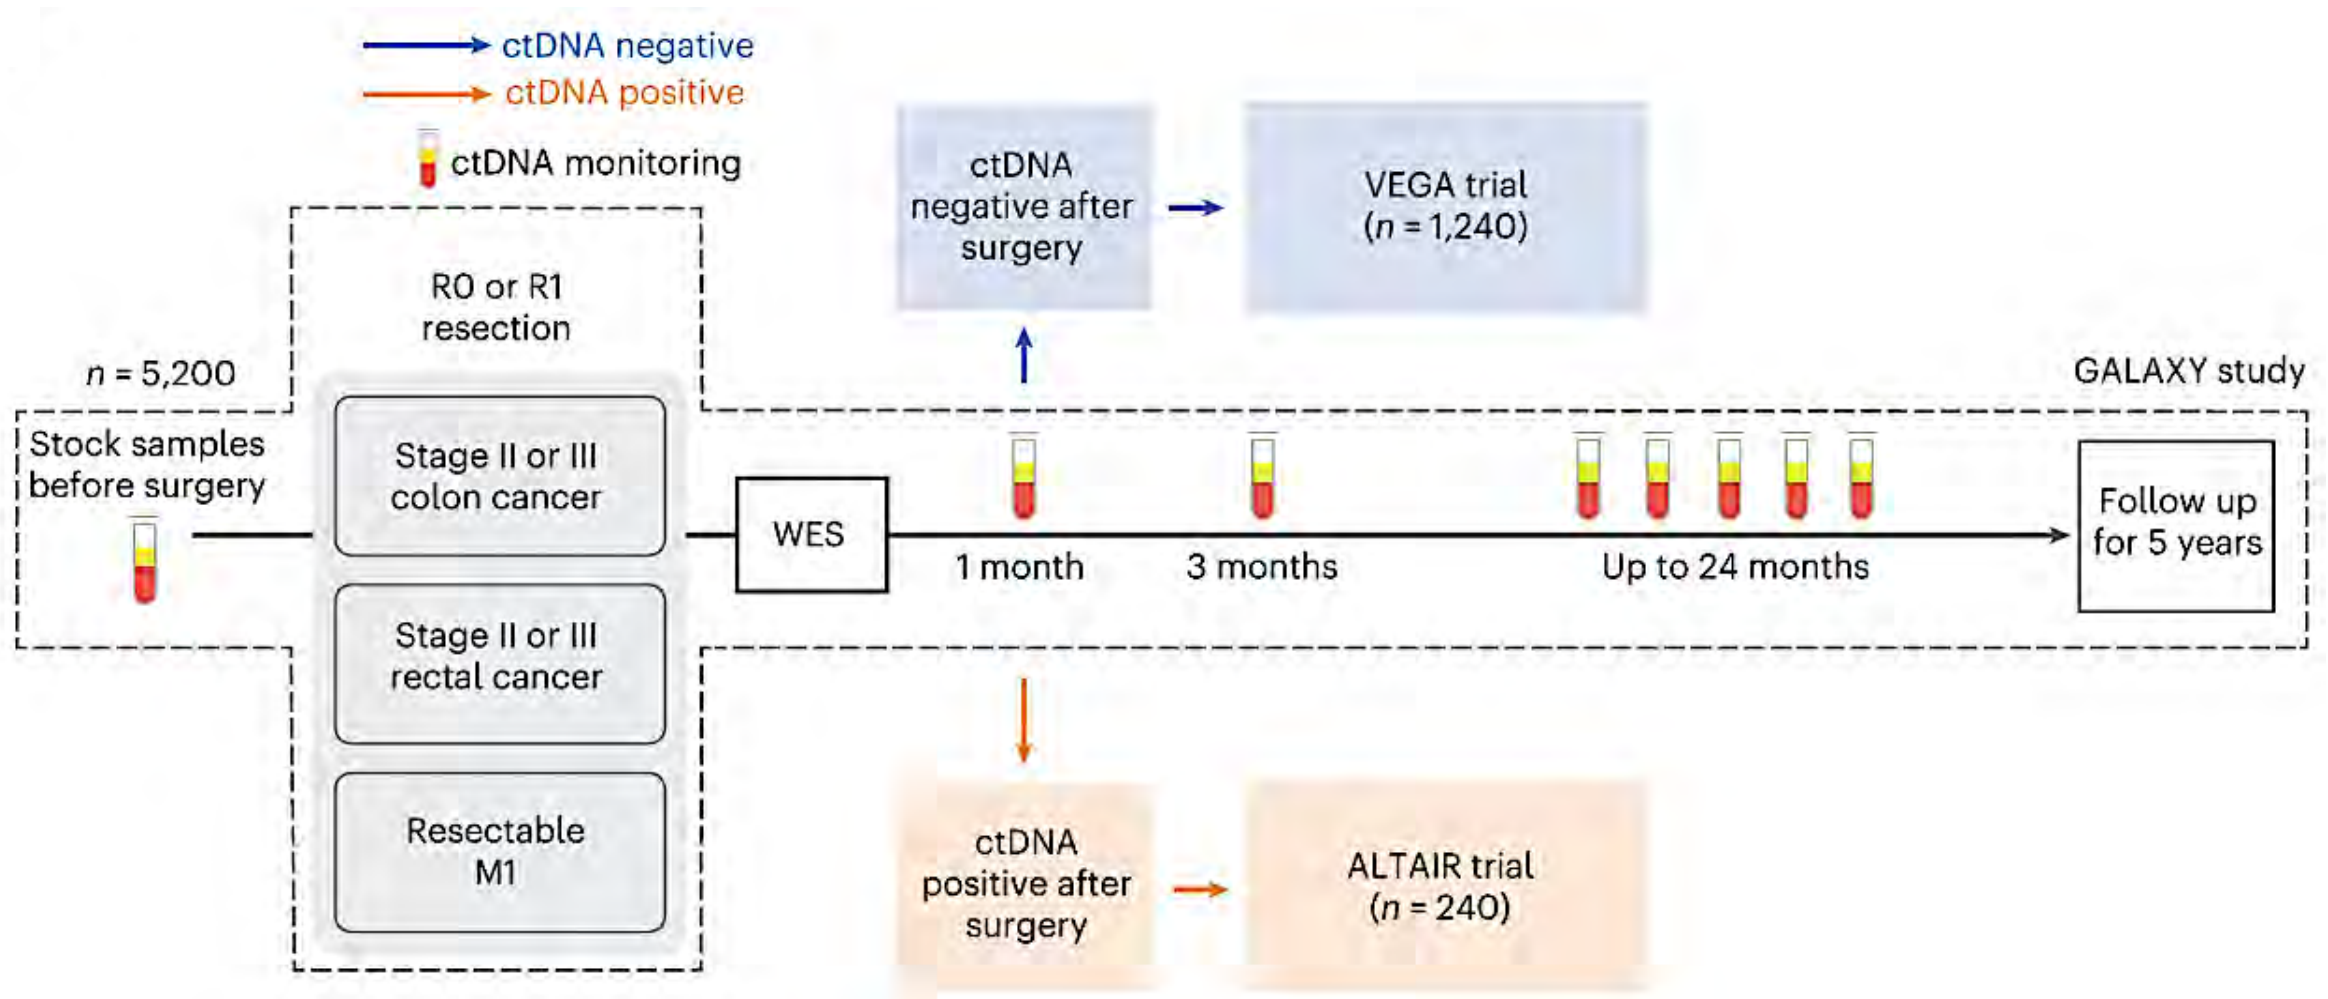 ctDNA negative
ctDNA positive
ctDNA monitoring
n = 5,200
Stock samples
before surgery
R0 or R1
resection
Stage II or III
colon cancer
Stage II or III
rectal cancer
Resectable
M1
WES
ctDNA
negative after
surgery
VEGA trial
(n = 1,240)
GALAXY study
1 month
3 months
Up to 24 months
Follow up
for 5 years
ctDNA
positive after
surgery
ALTAIR trial
(n = 240)